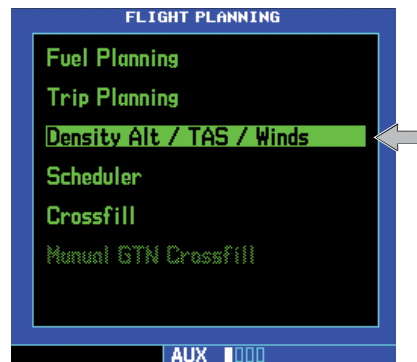 FLIGHT PLANNING
Fuel Planning
Trip Planning
Density Alt / TAS / Winds
Scheduler
Crossfill
Manual GTN Crossfill
AUX